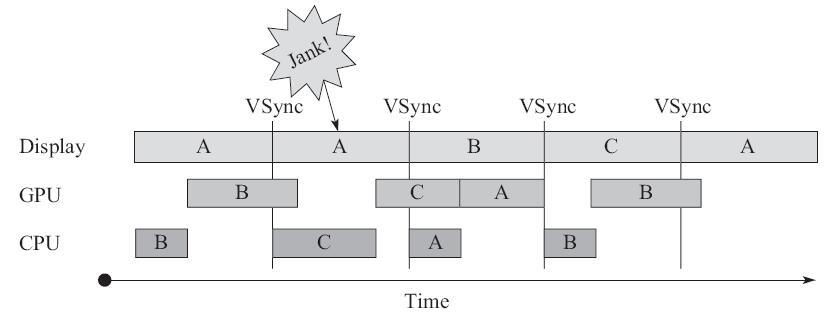 Jank!
VSync VSync VSync VSync
Display A A B C A
GPU B C A B
CPU B C A B
Time